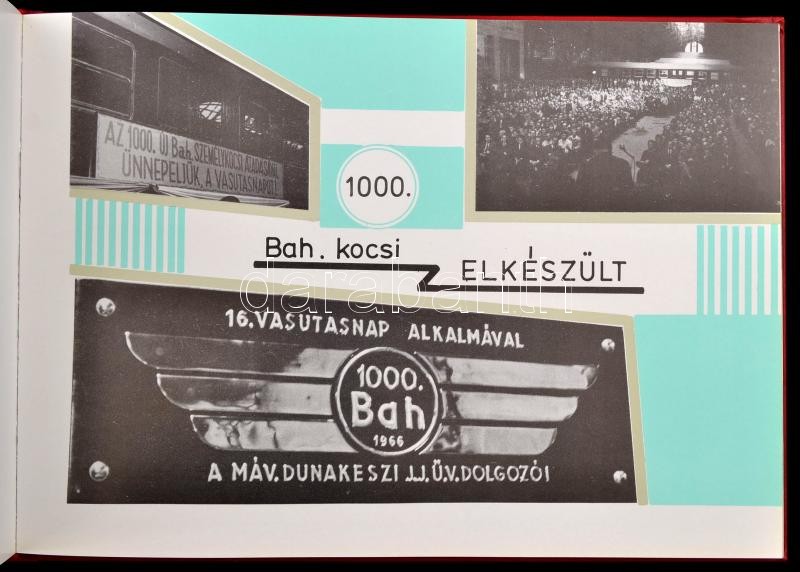 AZ 1000. ÚJ Bah. SZEMÉLYKOCSI ÁTADÁSÁVAL
ÜNNEPELJÜK, A VASUTASNAPOT!
1000.
Bah. kocsi
ELKÉSZÜLT
darabanth
16. VASUTASNAP ALKALMÁVAL
1000.
Bah
1966
A MÁV. DUNAKESZI J.J.Ü.V. DOLGOZÓI